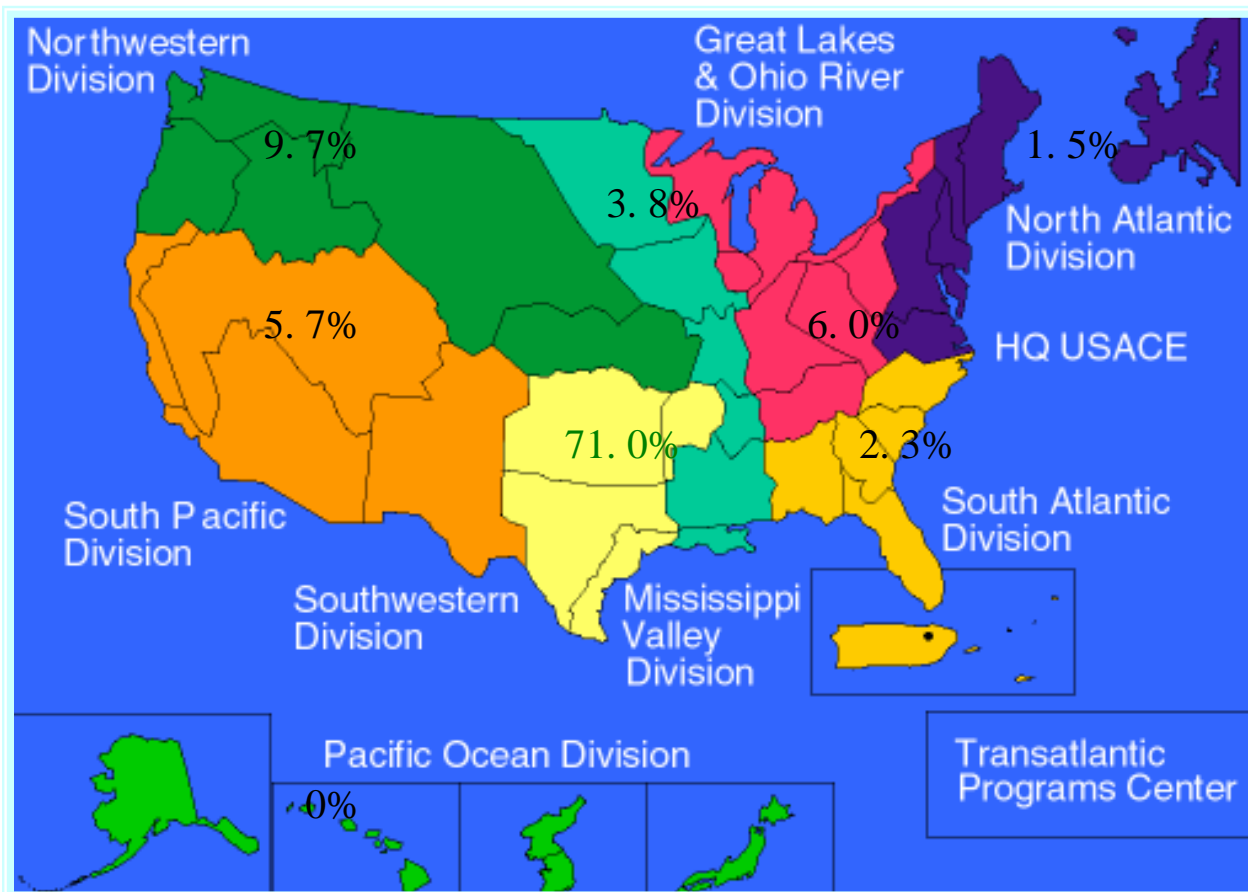 Northwestern
Division
Great Lakes
& Ohio River
Division
9. 7%
1. 5%
3. 8%
North Atlantic
Division
5. 7%
6. 0%
HQ USACE
71. 0%
2. 3%
South Pacific
Division
South Atlantic
Division
Southwestern
Division
Mississippi
Valley
Division
Pacific Ocean Division
0%
Transatlantic
Programs Center